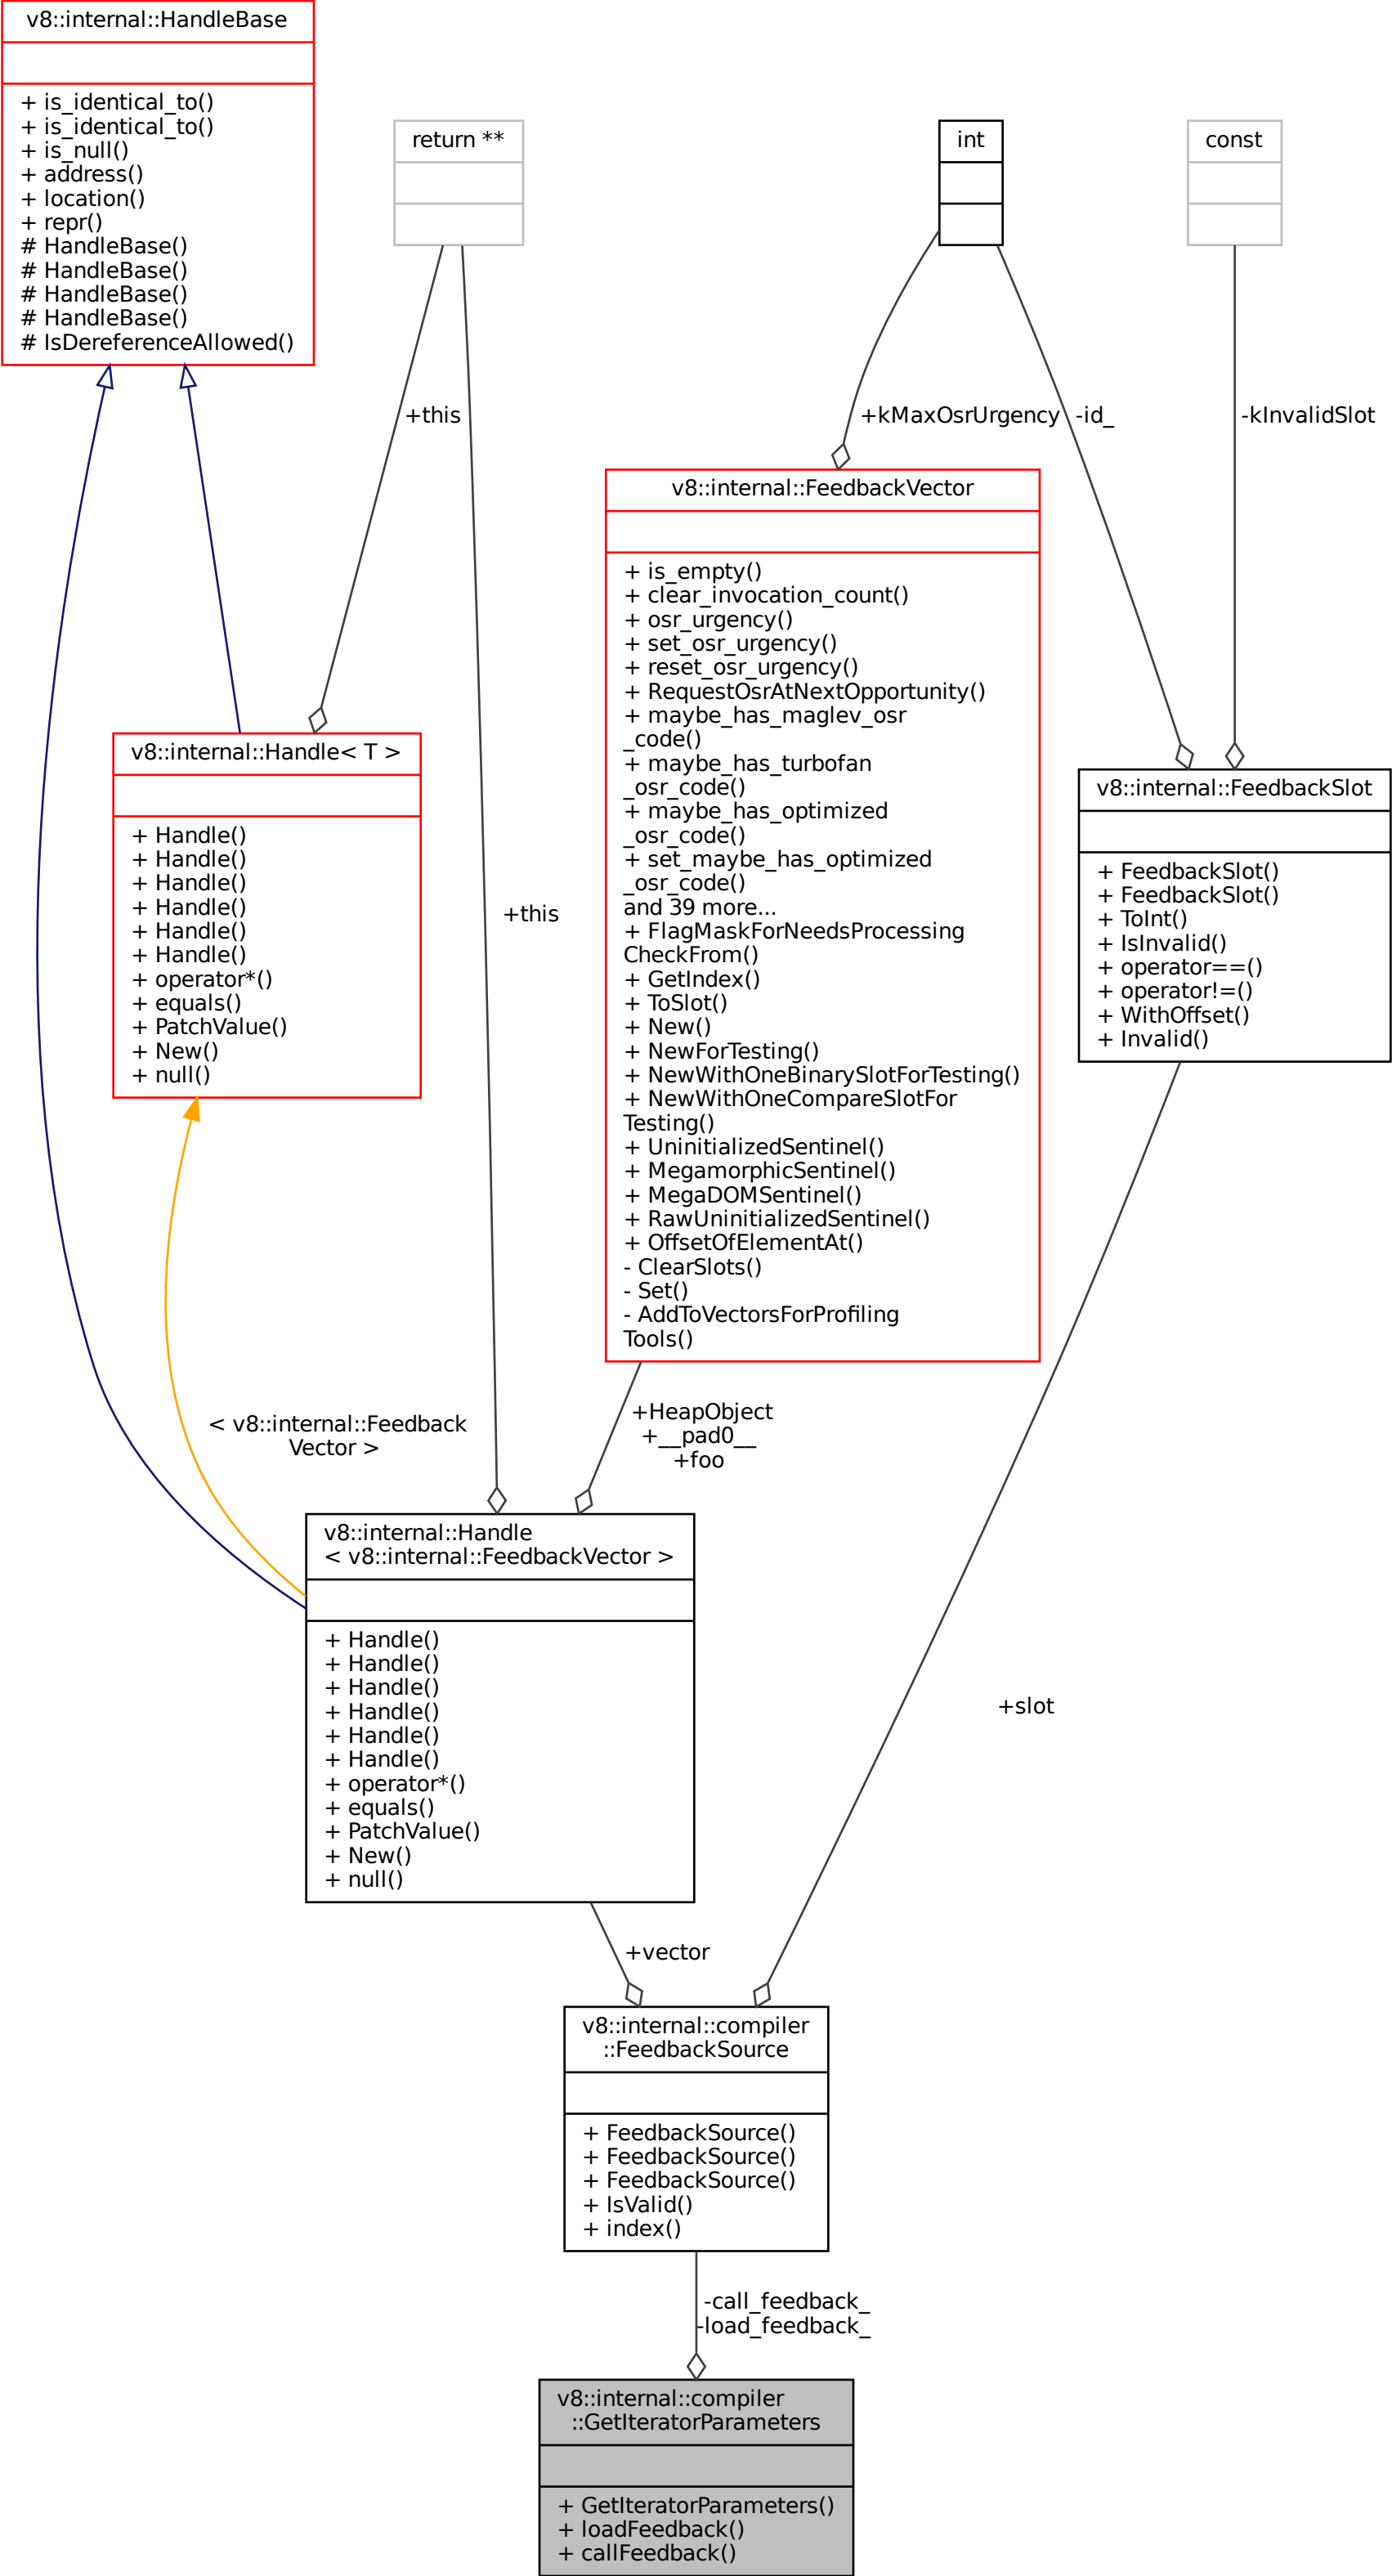 v8::internal::HandleBase
+ is_identical_to()
+ is_identical_to()
+ is_null()
+ address()
+ location()
+ repr()
# HandleBase()
# HandleBase()
# HandleBase()
# HandleBase()
# IsDereferenceAllowed()
return **
int
const
+this
+kMaxOsrUrgency
-id_
-kInvalidSlot
v8::internal::FeedbackVector
+ is_empty()
+ clear_invocation_count()
+ osr_urgency()
+ set_osr_urgency()
+ reset_osr_urgency()
+ RequestOsrAtNextOpportunity()
+ maybe_has_maglev_osr
_code()
+ maybe_has_turbofan
_osr_code()
+ maybe_has_optimized
_osr_code()
+ set_maybe_has_optimized
_osr_code()
and 39 more...
+ FlagMaskForNeedsProcessing
CheckFrom()
+ GetIndex()
+ ToSlot()
+ New()
+ NewForTesting()
+ NewWithOneBinarySlotForTesting()
+ NewWithOneCompareSlotFor
Testing()
+ UninitializedSentinel()
+ MegamorphicSentinel()
+ MegaDOMSentinel()
+ RawUninitializedSentinel()
+ OffsetOfElementAt()
- ClearSlots()
- Set()
- AddToVectorsForProfiling
Tools()
v8::internal::Handle< T >
+ Handle()
+ Handle()
+ Handle()
+ Handle()
+ Handle()
+ Handle()
+ operator*()
+ equals()
+ PatchValue()
+ New()
+ null()
v8::internal::FeedbackSlot
+ FeedbackSlot()
+ FeedbackSlot()
+ ToInt()
+ IsInvalid()
+ operator==()
+ operator!=()
+ WithOffset()
+ Invalid()
+this
< v8::internal::Feedback
Vector >
+HeapObject
+__pad0__
+foo
v8::internal::Handle
< v8::internal::FeedbackVector >
+ Handle()
+ Handle()
+ Handle()
+ Handle()
+ Handle()
+ Handle()
+ operator*()
+ equals()
+ PatchValue()
+ New()
+ null()
+slot
+vector
v8::internal::compiler
::FeedbackSource
+ FeedbackSource()
+ FeedbackSource()
+ FeedbackSource()
+ IsValid()
+ index()
-call_feedback_
-load_feedback_
v8::internal::compiler
::GetIteratorParameters
+ GetIteratorParameters()
+ loadFeedback()
+ callFeedback()